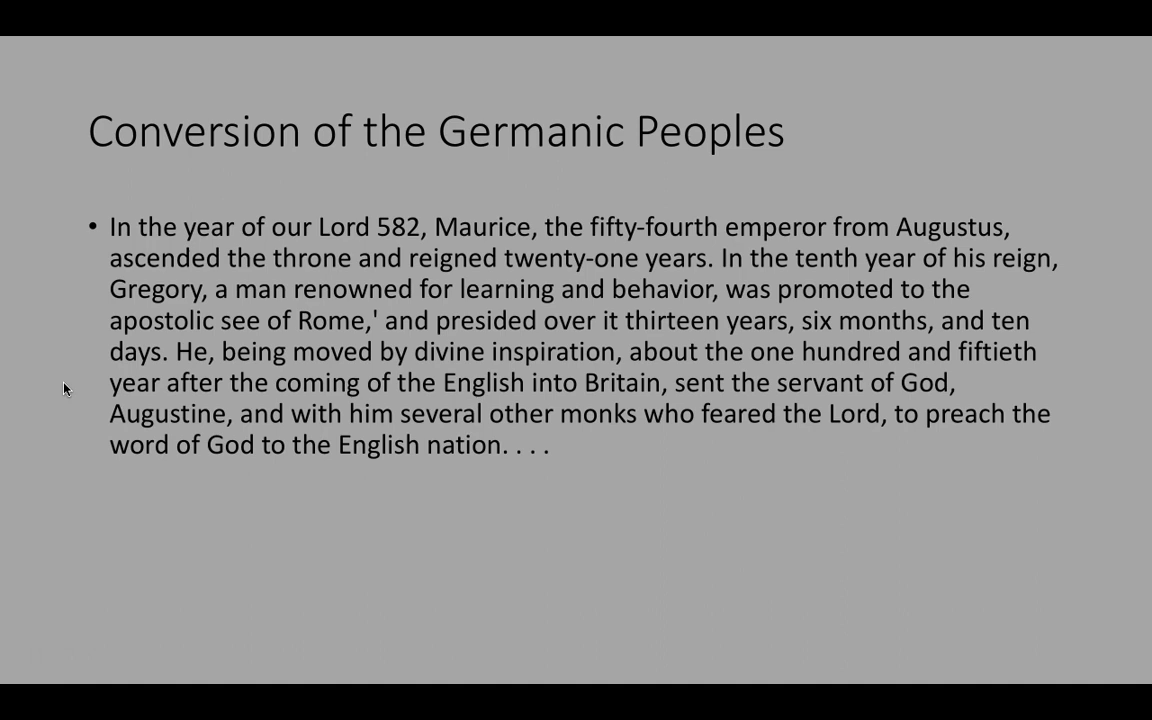 Conversion of the Germanic Peoples
• In the year of our Lord 582, Maurice, the fifty-fourth emperor from Augustus,
ascended the throne and reigned twenty-one years. In the tenth year of his reign,
Gregory, a man renowned for learning and behavior, was promoted to the
apostolic see of Rome,' and presided over it thirteen years, six months, and ten
days. He, being moved by divine inspiration, about the one hundred and fiftieth
year after the coming of the English into Britain, sent the servant of God,
Augustine, and with him several other monks who feared the Lord, to preach the
word of God to the English nation. . . .